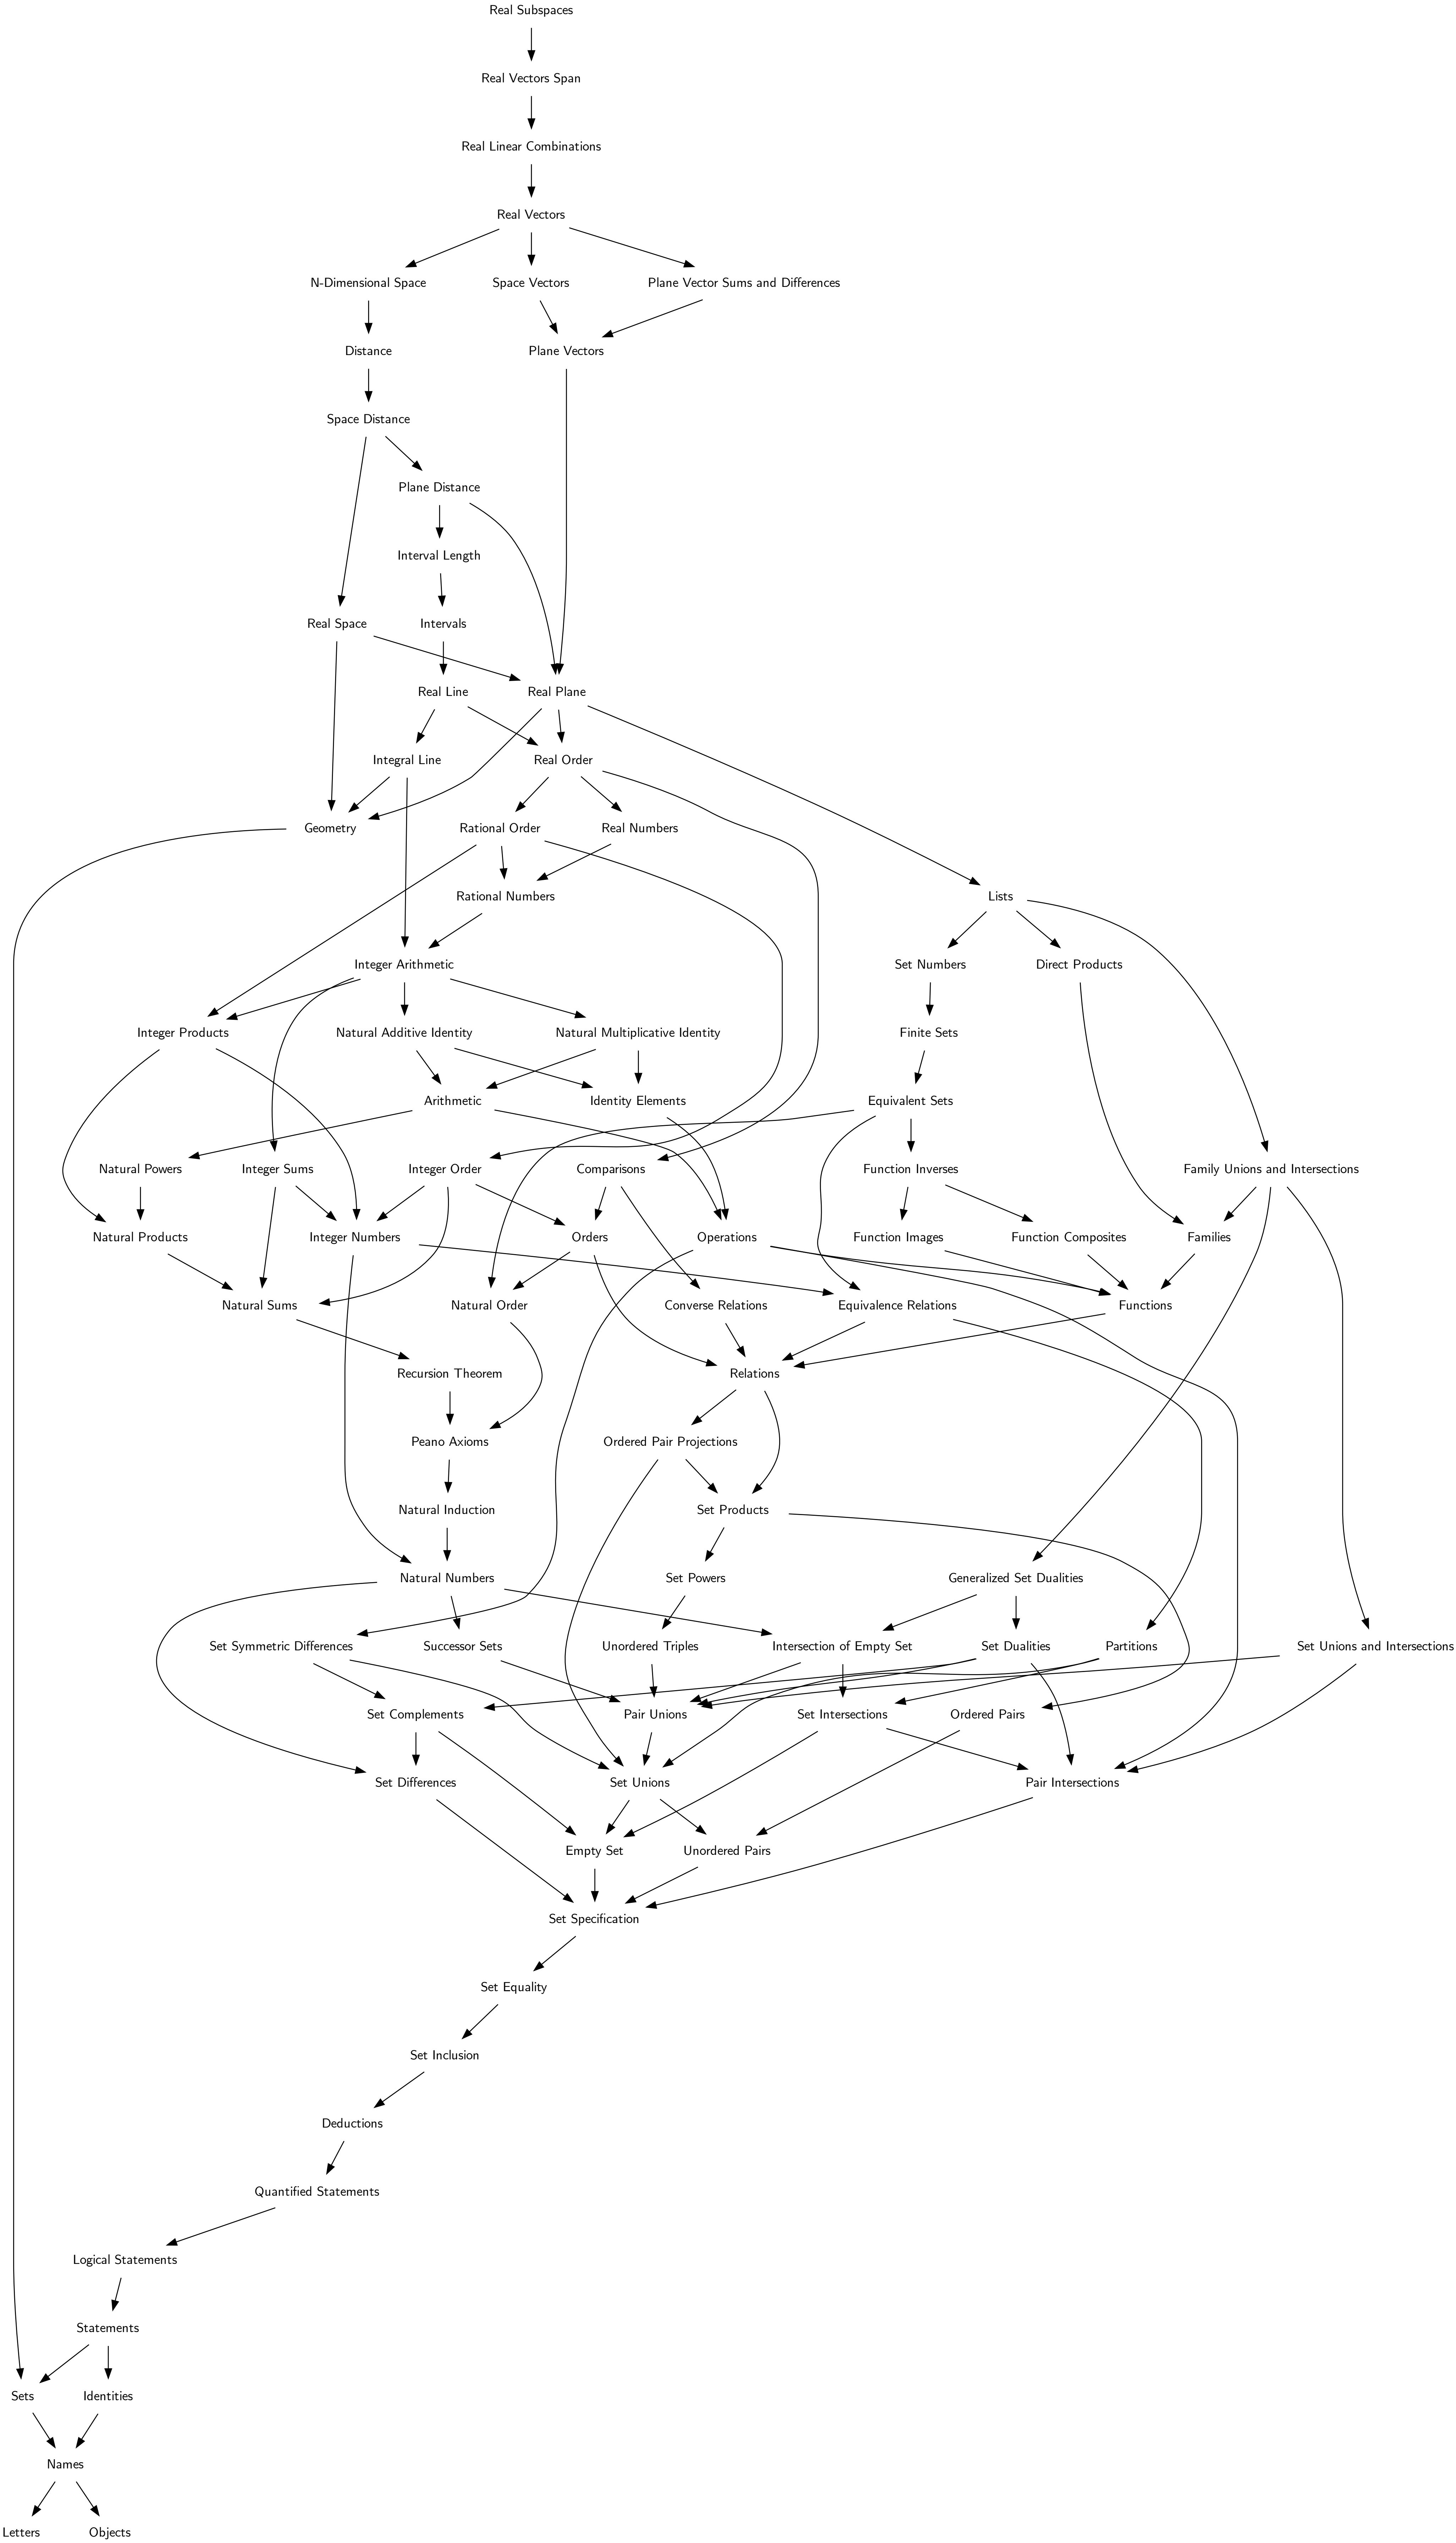 Real Subspaces
Real Vectors Span
Real Linear Combinations
Real Vectors
N-Dimensional Space
Space Vectors
Plane Vector Sums and Differences
Distance
Plane Vectors
Space Distance
Plane Distance
Interval Length
Real Space
Intervals
Real Line
Real Plane
Integral Line
Real Order
Geometry
Rational Order
Real Numbers
Rational Numbers
Lists
Integer Arithmetic
Set Numbers
Direct Products
Integer Products
Natural Additive Identity
Natural Multiplicative Identity
Finite Sets
Arithmetic
Identity Elements
Equivalent Sets
Natural Powers
Integer Sums
Integer Order
Comparisons
Function Inverses
Family Unions and Intersections
Natural Products
Integer Numbers
Orders
Operations
Function Images
Function Composites
Families
Natural Sums
Natural Order
Converse Relations
Equivalence Relations
Functions
Recursion Theorem
Relations
Peano Axioms
Ordered Pair Projections
Natural Induction
Set Products
Natural Numbers
Set Powers
Generalized Set Dualities
Set Symmetric Differences
Successor Sets
Unordered Triples
Intersection of Empty Set
Set Dualities
Partitions
Set Unions and Intersections
Set Complements
Pair Unions
Set Intersections
Ordered Pairs
Set Differences
Set Unions
Pair Intersections
Empty Set
Unordered Pairs
Set Specification
Set Equality
Set Inclusion
Deductions
Quantified Statements
Logical Statements
Statements
Sets
Identities
Names
Letters
Objects